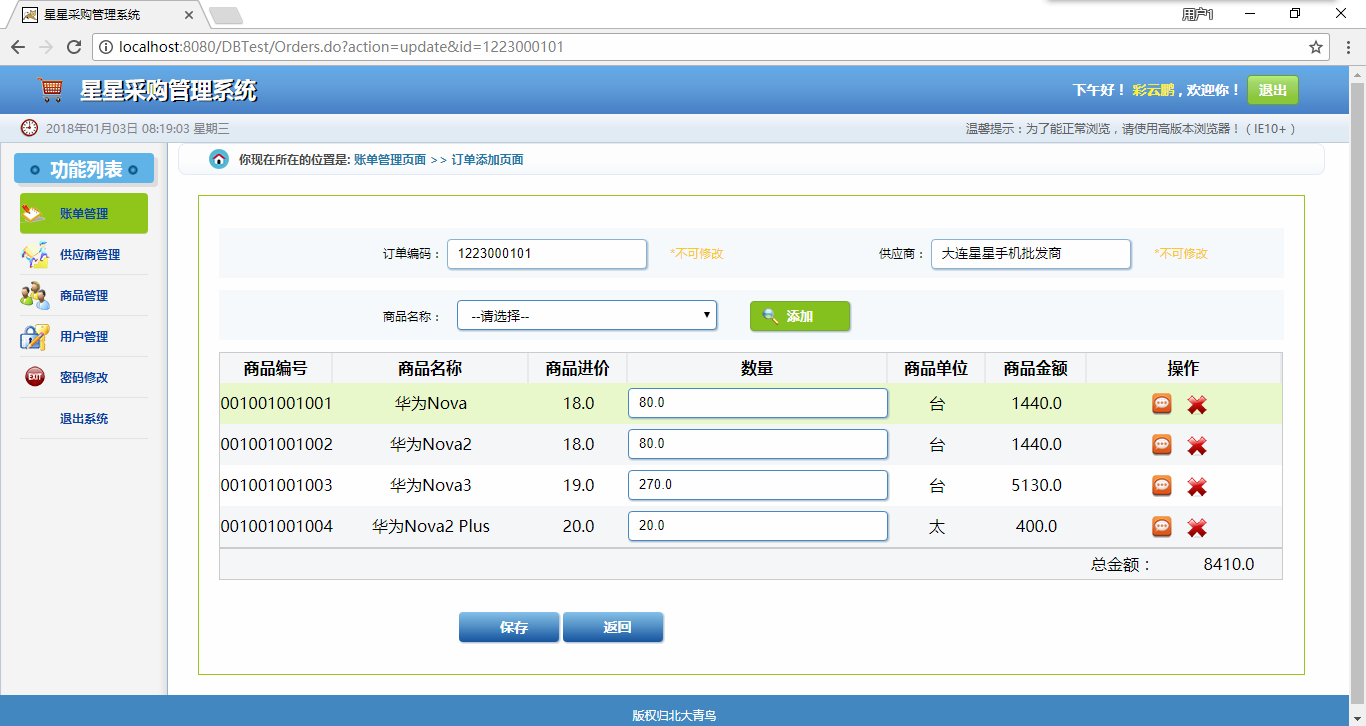 星星采购管理系统
用户1
localhost:8080/DBTest/Orders.do?action=update&id=1223000101
星星采购管理系统
下午好！ 彩云鹏 , 欢迎你！ 退出
2018年01月03日 08:19:03 星期三
温馨提示：为了能正常浏览，请使用高版本浏览器！（IE10+）
功能列表
账单管理
供应商管理
商品管理
用户管理
EXIT 密码修改
退出系统
你现在所在的位置是: 账单管理页面 >> 订单添加页面
订单编码： 1223000101 *不可修改 供应商： 大连星星手机批发商 *不可修改
商品名称： --请选择-- 添加
商品编号 商品名称 商品进价 数量 商品单位 商品金额 操作
001001001001 华为Nova 18.0 80.0 台 1440.0
001001001002 华为Nova2 18.0 80.0 台 1440.0
001001001003 华为Nova3 19.0 270.0 台 5130.0
001001001004 华为Nova2 Plus 20.0 20.0 太 400.0
总金额： 8410.0
保存 返回
版权归北大青鸟